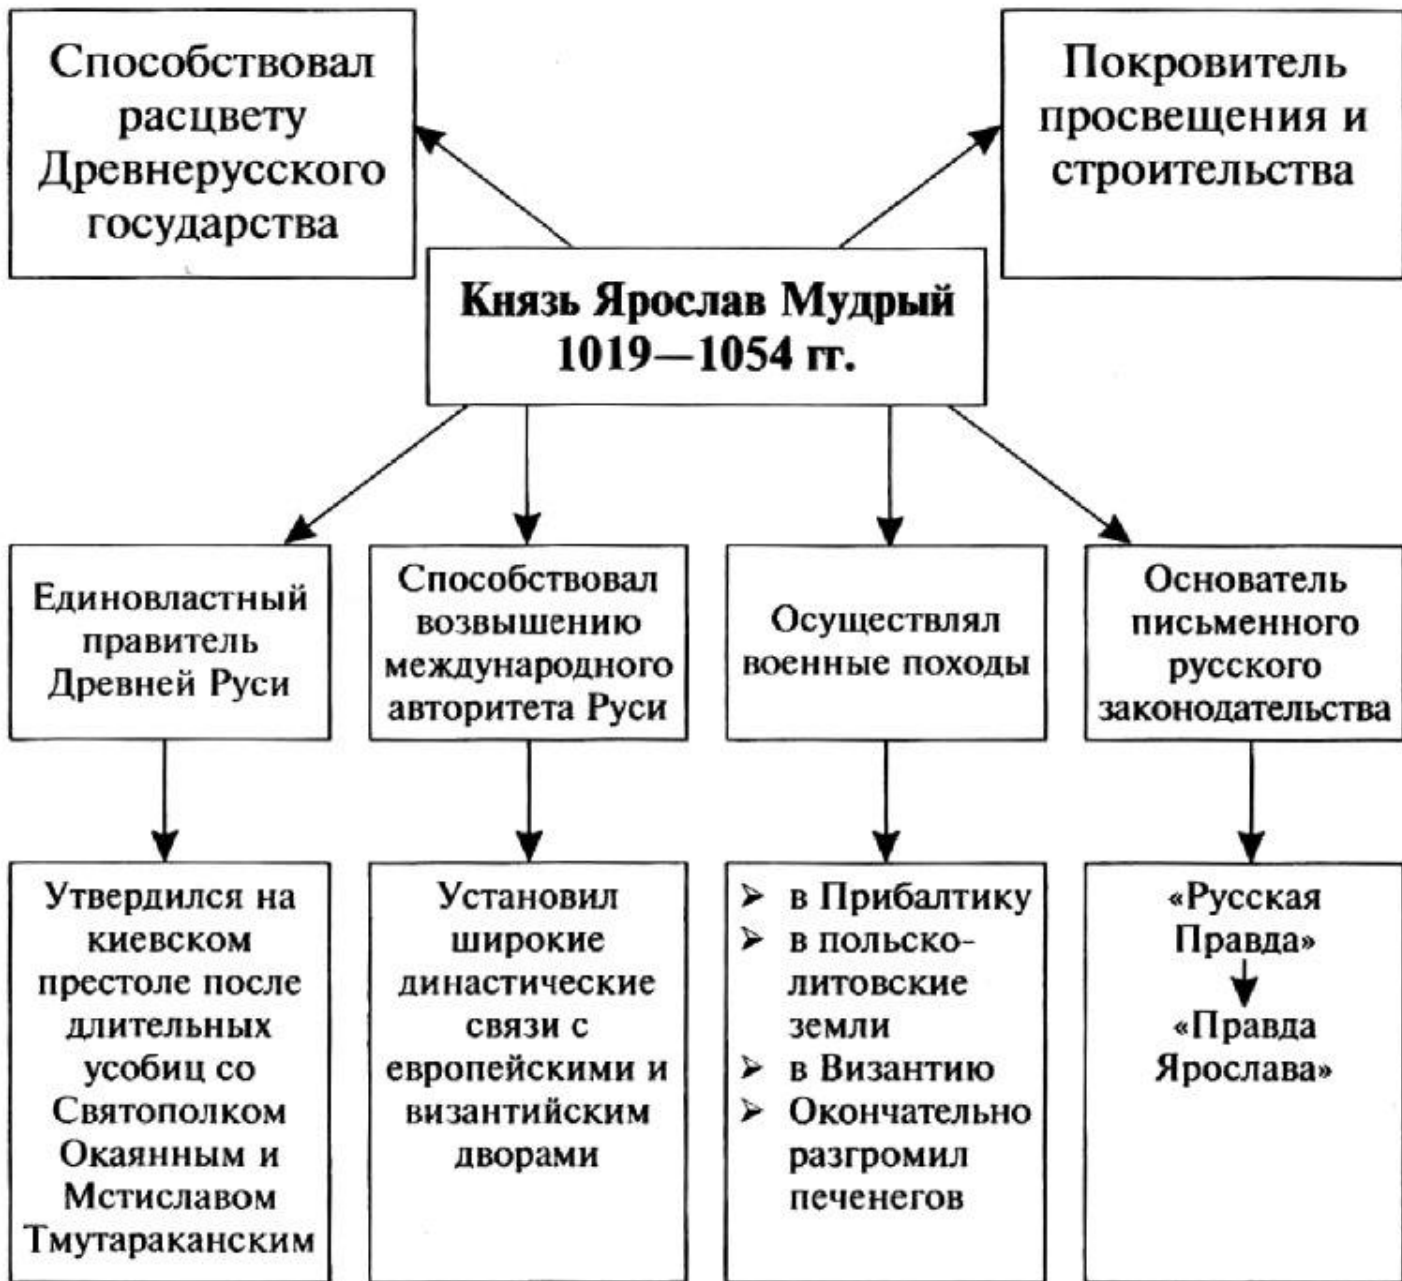 Способствовал
расцвету
Древнерусского
государства
Покровитель
просвещения и
строительства
Князь Ярослав Мудрый
1019—1054 гг.
Единовластный
правитель
Древней Руси
Способствовал
возвышению
международного
авторитета Руси
Осуществлял
военные походы
Основатель
письменного
русского
законодательства
Утвердился на
киевском
престоле после
длительных
усобиц со
Святополком
Окаянным и
Мстиславом
Тмутараканским
Установил
широкие
династические
связи с
европейскими и
византийским
дворами
➢ в Прибалтику
➢ в польско-
литовские
земли
➢ в Византию
➢ Окончательно
разгромил
печенегов
«Русская
Правда»
«Правда
Ярослава»